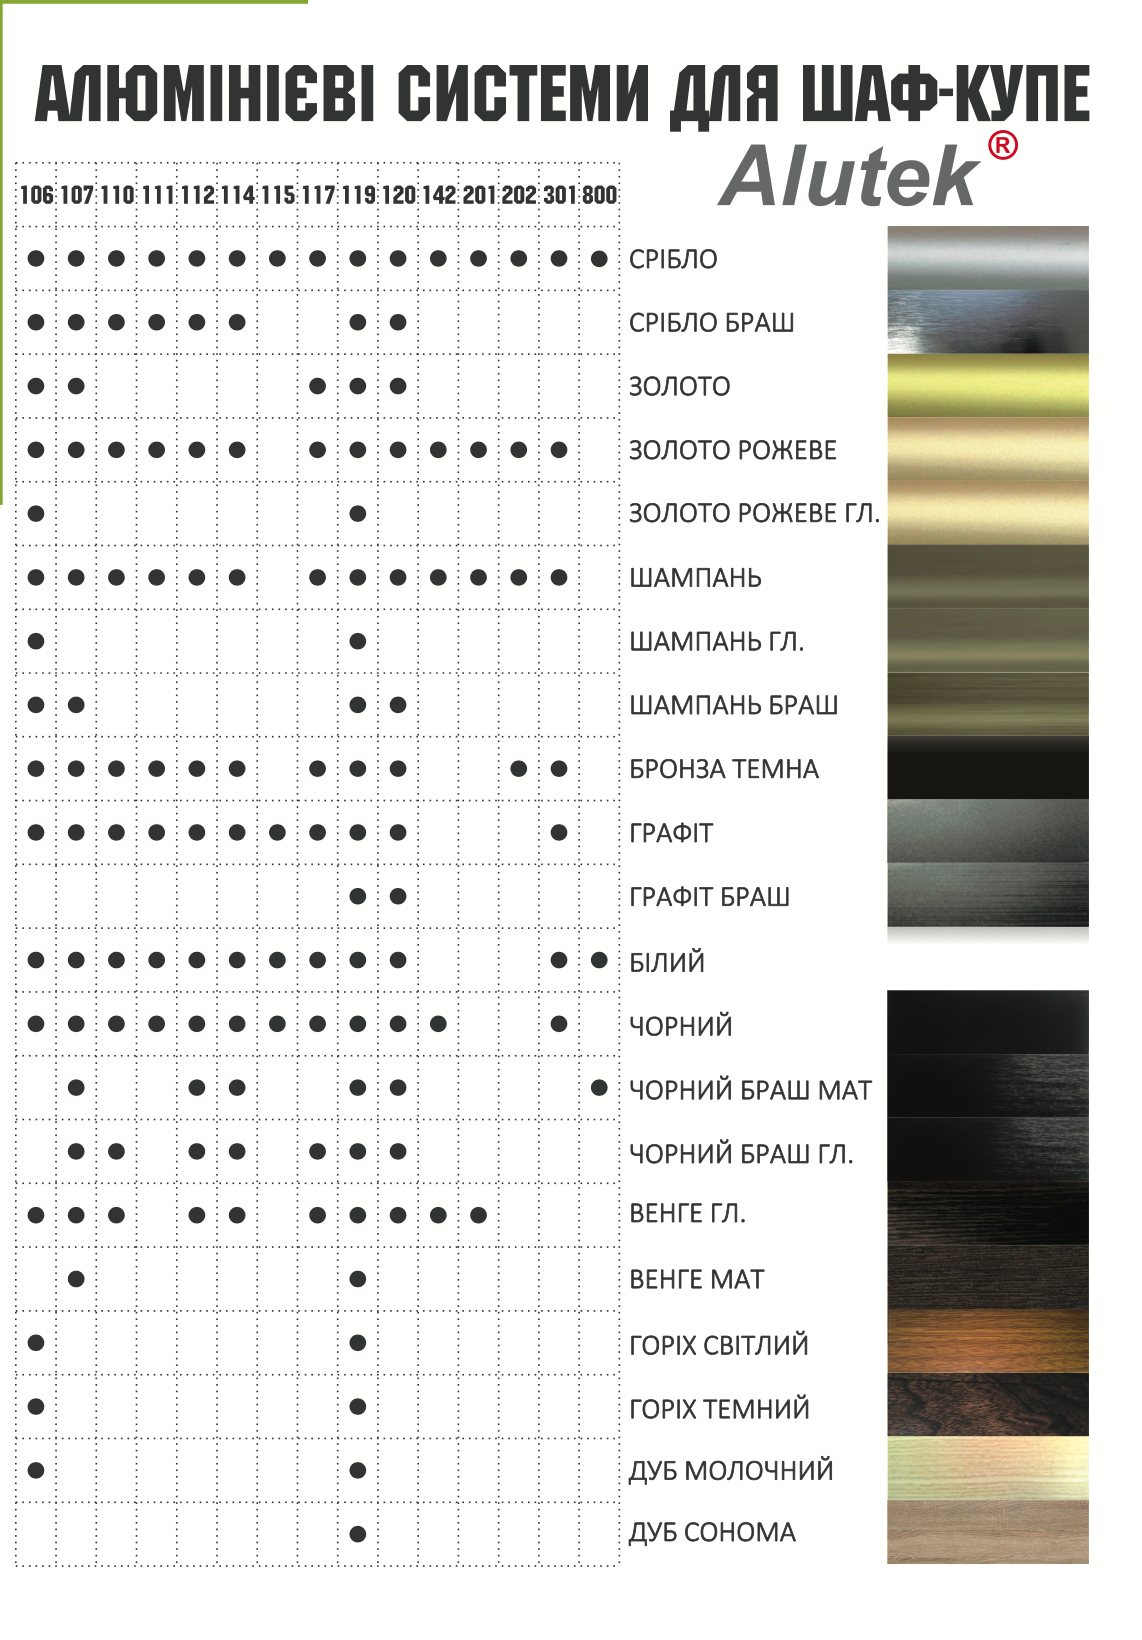 АЛЮМІНІЄВІ СИСТЕМИ ДЛЯ ШАФ-КУПЕ
Alutek®
106 107 110 111 112 114 115 117 119 120 142 201 202 301 800
СРІБЛО
СРІБЛО БРАШ
ЗОЛОТО
ЗОЛОТО РОЖЕВЕ
ЗОЛОТО РОЖЕВЕ ГЛ.
ШАМПАНЬ
ШАМПАНЬ ГЛ.
ШАМПАНЬ БРАШ
БРОНЗА ТЕМНА
ГРАФІТ
ГРАФІТ БРАШ
БІЛИЙ
ЧОРНИЙ
ЧОРНИЙ БРАШ МАТ
ЧОРНИЙ БРАШ ГЛ.
ВЕНГЕ ГЛ.
ВЕНГЕ МАТ
ГОРІХ СВІТЛИЙ
ГОРІХ ТЕМНИЙ
ДУБ МОЛОЧНИЙ
ДУБ СОНОМА